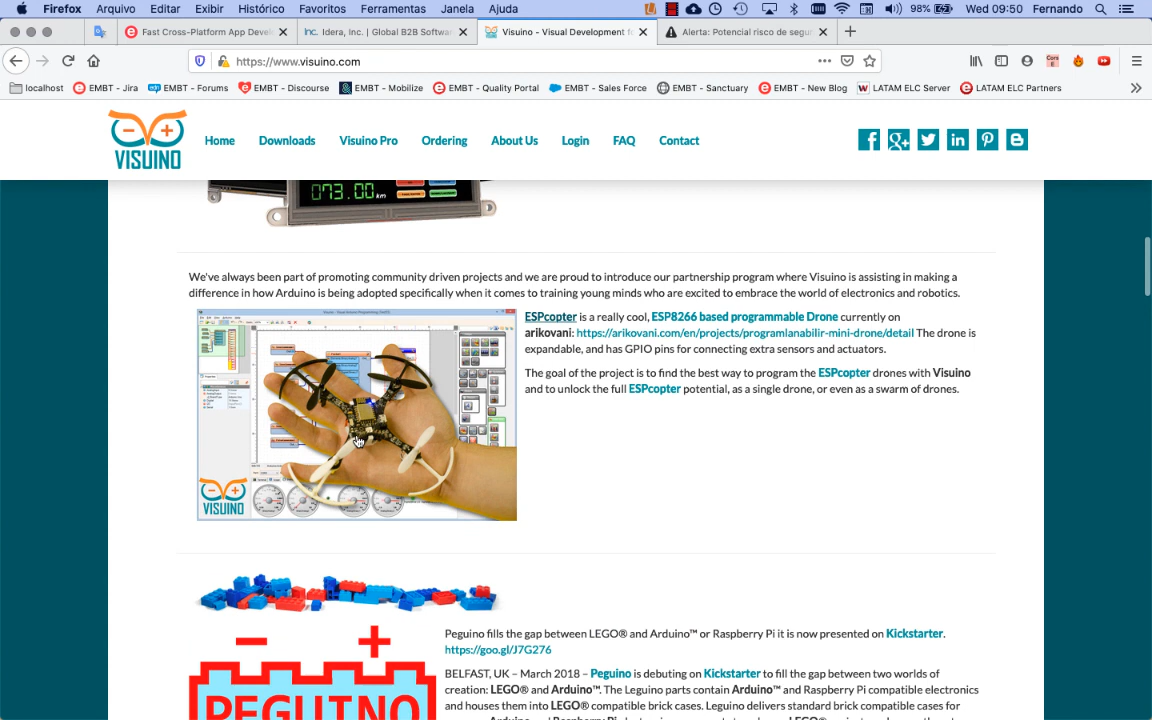 Firefox Arquivo Editar Exibir Histórico Favoritos Ferramentas Janela Ajuda 98% Wed 09:50 Fernando
Fast Cross-Platform App Devel
Inc. Idera, Inc. | Global B2B Softwar
Visuino - Visual Development fo
Alerta: Potencial risco de segur
https://www.visuino.com
localhost EMBT - Jira EMBT - Forums EMBT - Discourse EMBT - Mobilize EMBT - Quality Portal EMBT - Sales Force EMBT - Sanctuary EMBT - New Blog LATAM ELC Server LATAM ELC Partners
VISUINO
Home Downloads Visuino Pro Ordering About Us Login FAQ Contact
073.00 km
We've always been part of promoting community driven projects and we are proud to introduce our partnership program where Visuino is assisting in making a
difference in how Arduino is being adopted specifically when it comes to training young minds who are excited to embrace the world of electronics and robotics.
ESPcopter is a really cool, ESP8266 based programmable Drone currently on
arikovani: https://arikovani.com/en/projects/programlanabilir-mini-drone/detail The drone is
expandable, and has GPIO pins for connecting extra sensors and actuators.
The goal of the project is to find the best way to program the ESPcopter drones with Visuino
and to unlock the full ESPcopter potential, as a single drone, or even as a swarm of drones.
VISUINO
PEGUINO
Peguino fills the gap between LEGO® and Arduino™ or Raspberry Pi it is now presented on Kickstarter.
https://goo.gl/J7G276
BELFAST, UK – March 2018 – Peguino is debuting on Kickstarter to fill the gap between two worlds of
creation: LEGO® and Arduino™. The Leguino parts contain Arduino™ and Raspberry Pi compatible electronics
and houses them into LEGO® compatible brick cases. Leguino delivers standard brick compatible cases for